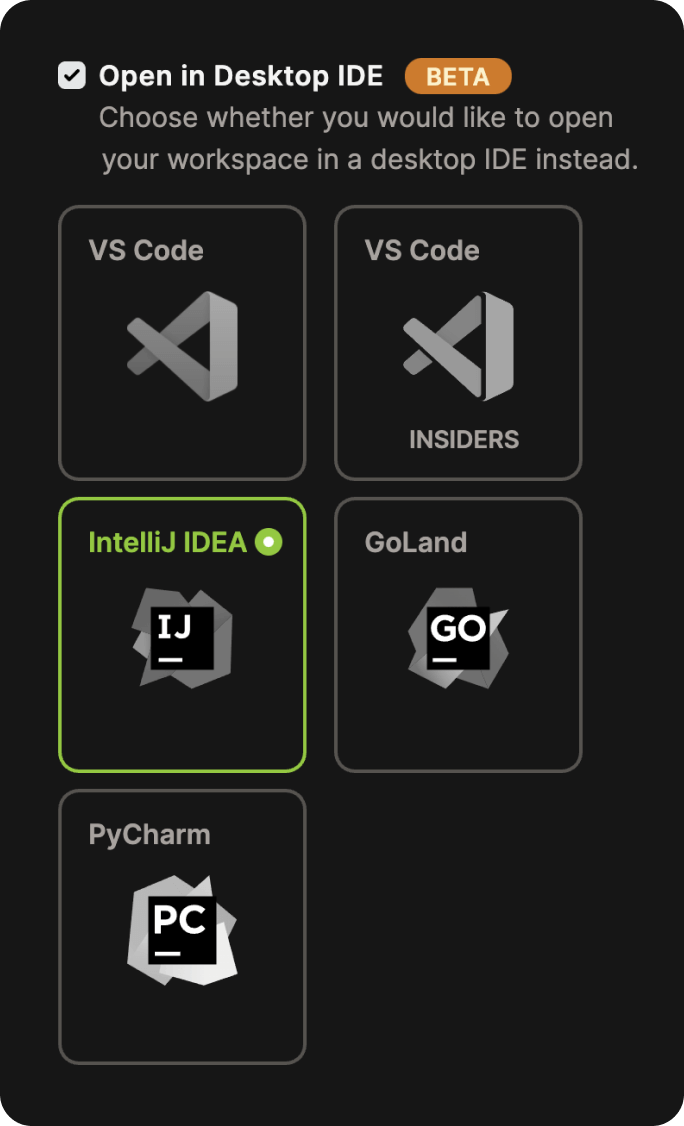 Open in Desktop IDE BETA
Choose whether you would like to open
your workspace in a desktop IDE instead.
VS Code
VS Code
INSIDERS
IntelliJ IDEA
IJ
GoLand
GO
PyCharm
PC